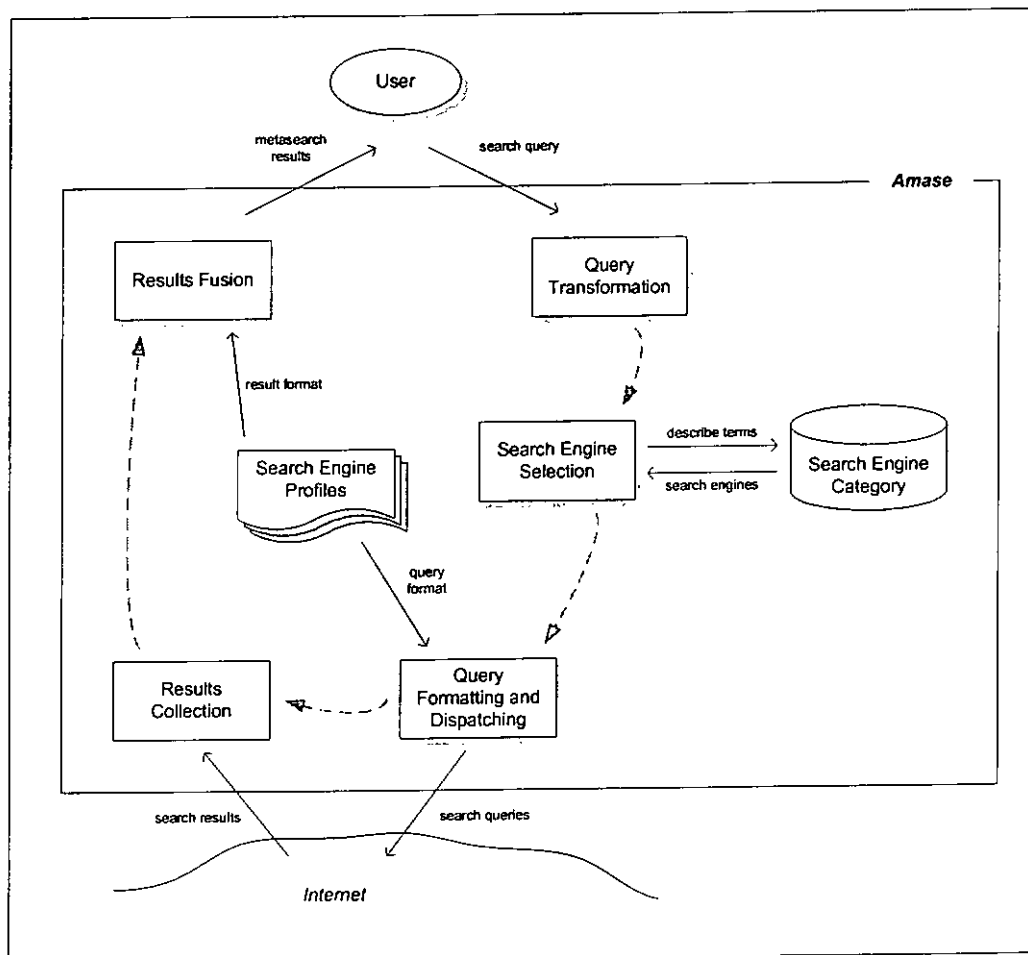 User
metasearch
results
search query
Amase
Results Fusion
Query
Transformation
result format
Search Engine
Profiles
Search Engine
Selection
describe terms
search engines
Search Engine
Category
query
format
Results
Collection
Query
Formatting and
Dispatching
search results
search queries
Internet